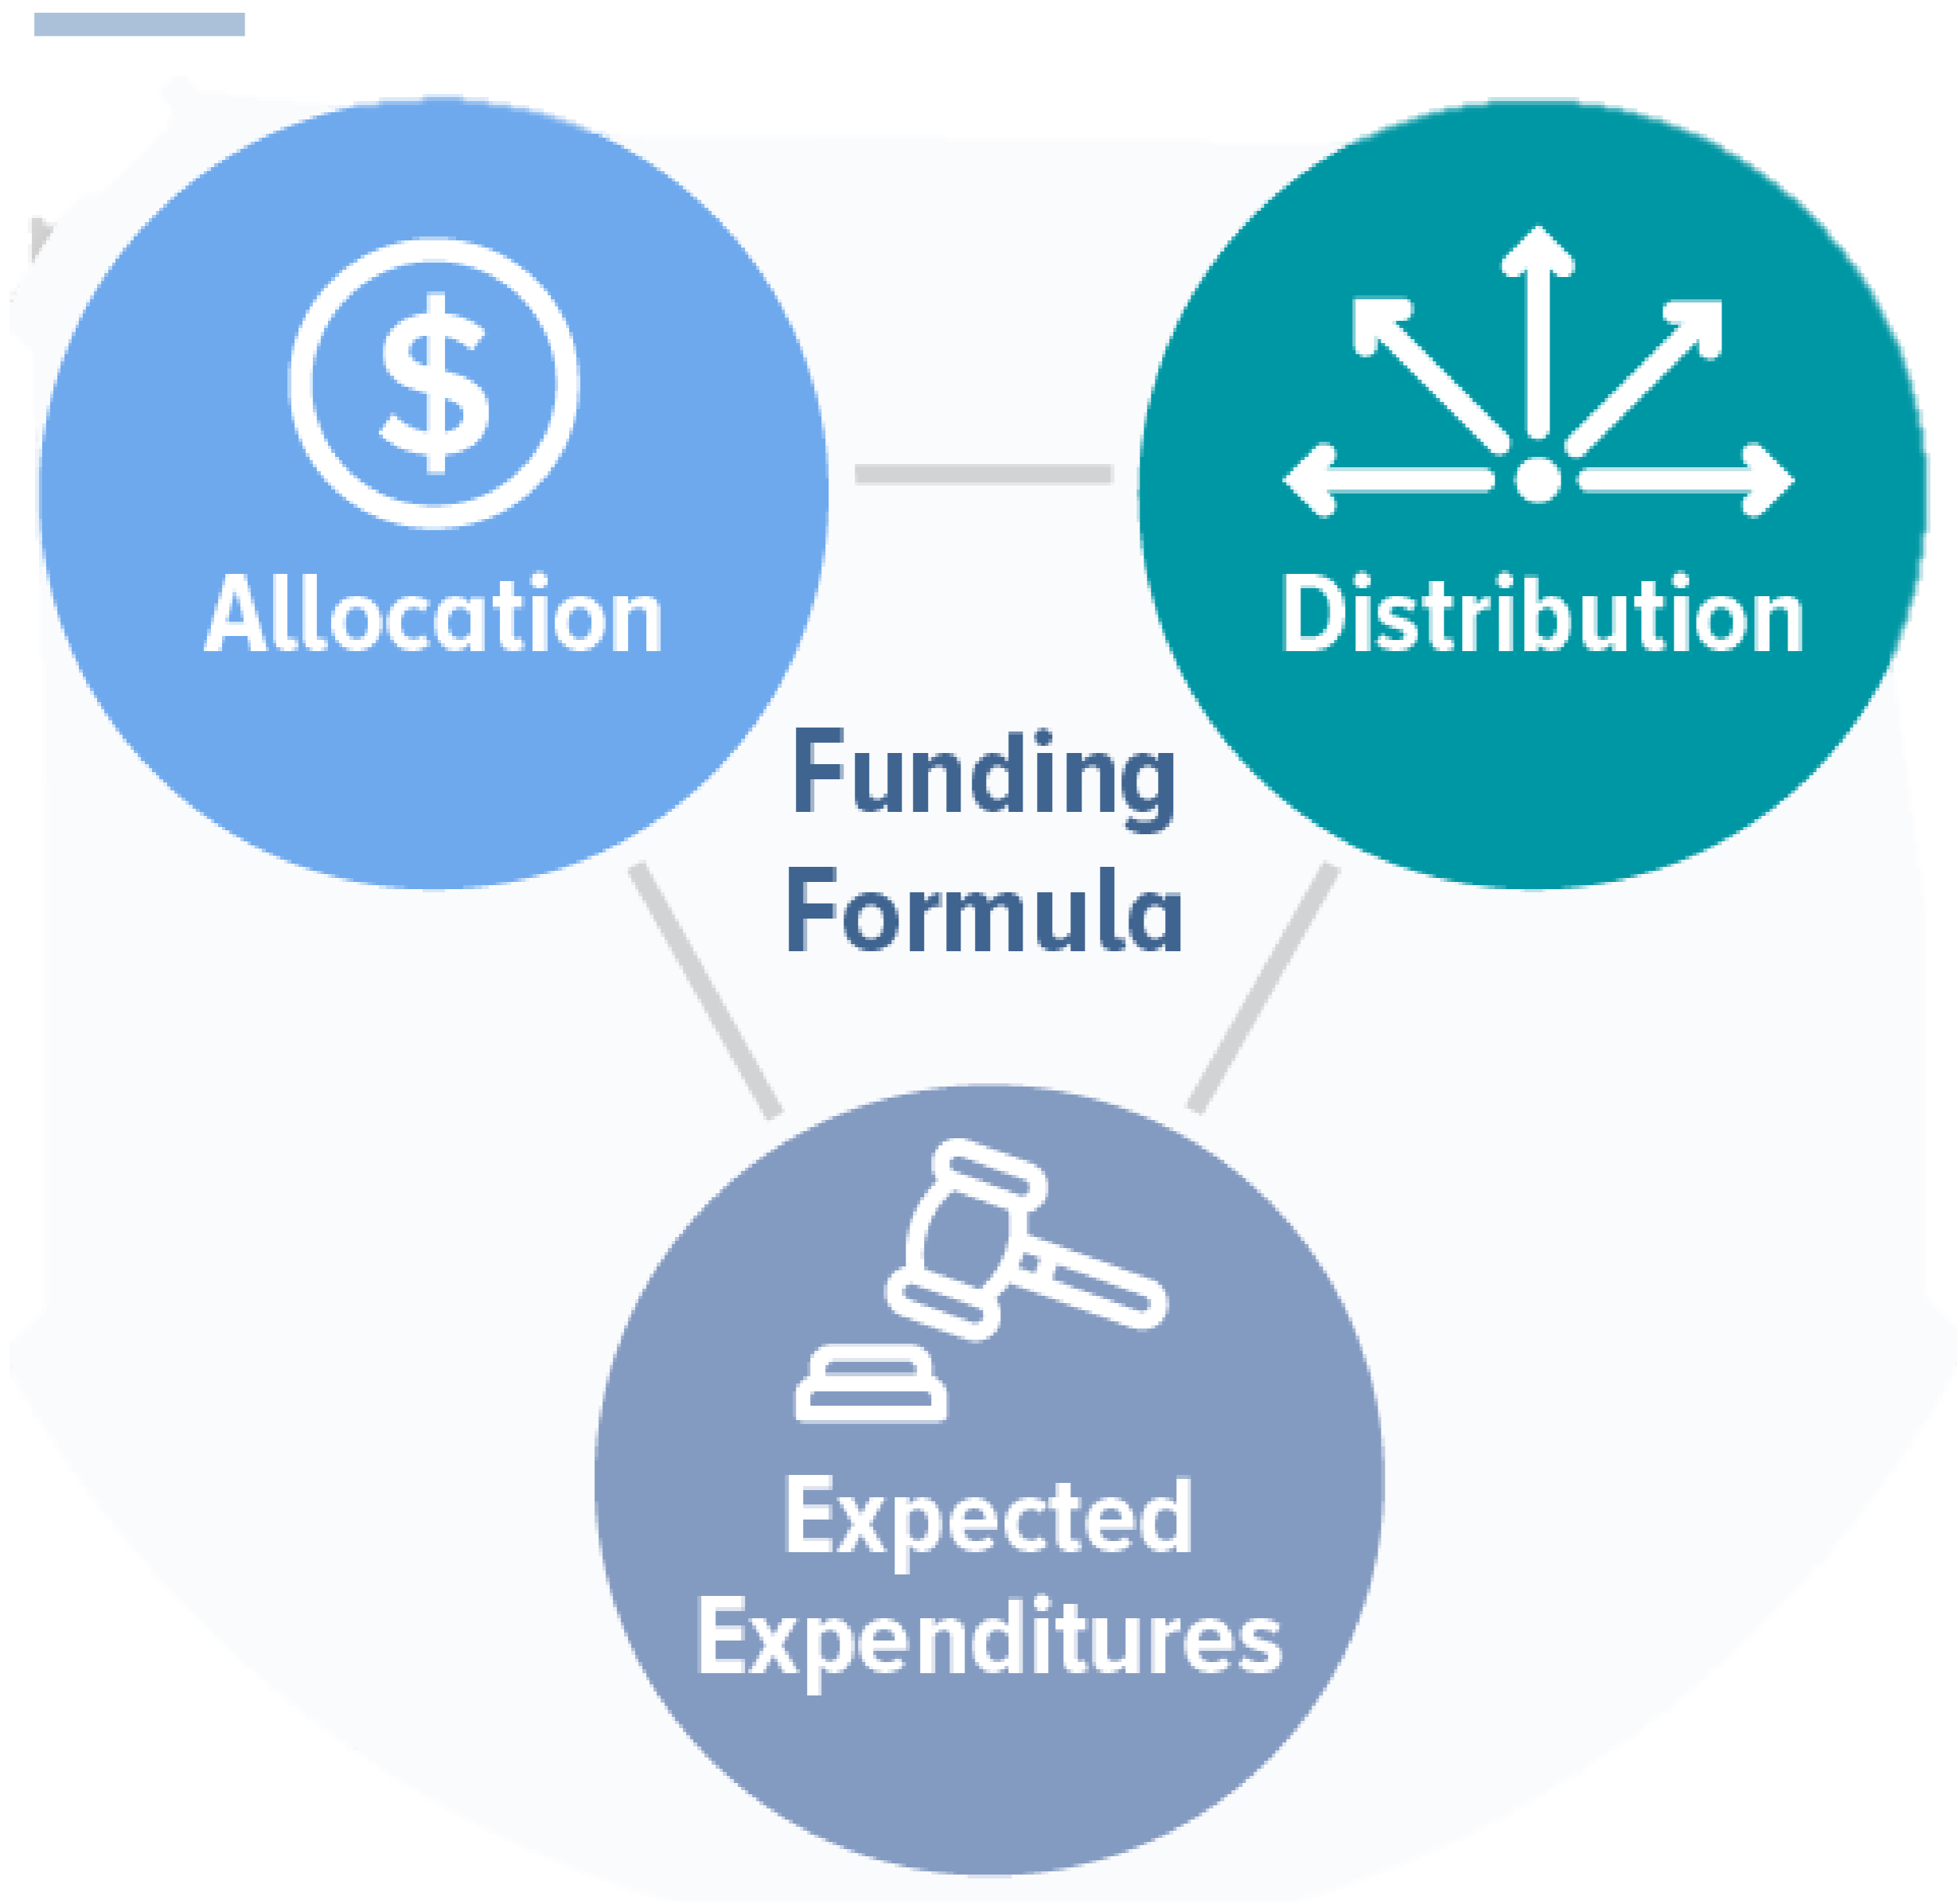 $
Allocation
Distribution
Funding
Formula
Expected
Expenditures